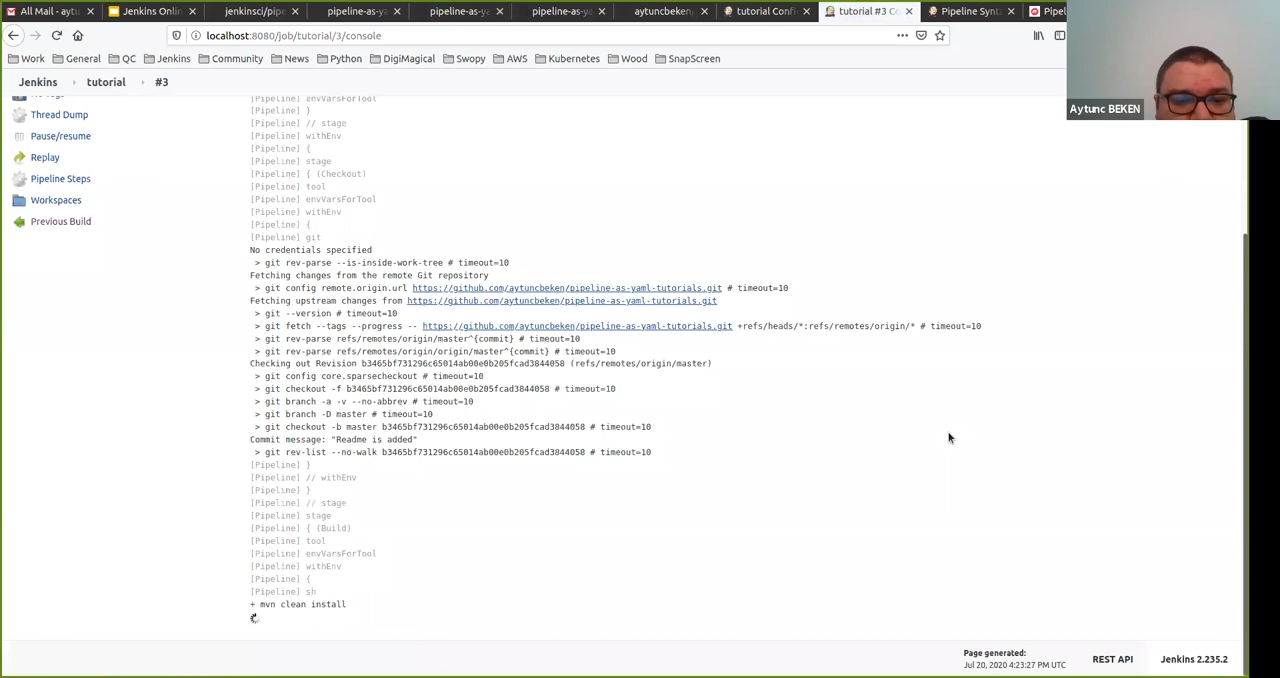 All Mail - aytu
Jenkins Onli
jenkinsci/pipe
pipeline-as-ya
pipeline-as-ya
pipeline-as-ya
aytuncbeken
tutorial Confi
tutorial #3 Co
Pipeline Synt
Pipel
localhost:8080/job/tutorial/3/console
Work
General
QC
Jenkins
Community
News
Python
DigiMagical
Swopy
AWS
Kubernetes
Wood
SnapScreen
Jenkins
tutorial
#3
Aytunc BEKEN
Thread Dump
Pause/resume
Replay
Pipeline Steps
Workspaces
Previous Build
[Pipeline] envVarsForTool
[Pipeline] }
[Pipeline] // stage
[Pipeline] withEnv
[Pipeline] {
[Pipeline] stage
[Pipeline] { (Checkout)
[Pipeline] tool
[Pipeline] envVarsForTool
[Pipeline] withEnv
[Pipeline] {
[Pipeline] git
No credentials specified
> git rev-parse --is-inside-work-tree # timeout=10
Fetching changes from the remote Git repository
> git config remote.origin.url https://github.com/aytuncbeken/pipeline-as-yaml-tutorials.git # timeout=10
Fetching upstream changes from https://github.com/aytuncbeken/pipeline-as-yaml-tutorials.git
> git --version # timeout=10
> git fetch --tags --progress -- https://github.com/aytuncbeken/pipeline-as-yaml-tutorials.git +refs/heads/*:refs/remotes/origin/* # timeout=10
> git rev-parse refs/remotes/origin/master^{commit} # timeout=10
> git rev-parse refs/remotes/origin/origin/master^{commit} # timeout=10
Checking out Revision b3465bf731296c65014ab00e0b205fcad3844058 (refs/remotes/origin/master)
> git config core.sparsecheckout # timeout=10
> git checkout -f b3465bf731296c65014ab00e0b205fcad3844058 # timeout=10
> git branch -a -v --no-abbrev # timeout=10
> git branch -D master # timeout=10
> git checkout -b master b3465bf731296c65014ab00e0b205fcad3844058 # timeout=10
Commit message: "Readme is added"
> git rev-list --no-walk b3465bf731296c65014ab00e0b205fcad3844058 # timeout=10
[Pipeline] }
[Pipeline] // withEnv
[Pipeline] }
[Pipeline] // stage
[Pipeline] stage
[Pipeline] { (Build)
[Pipeline] tool
[Pipeline] envVarsForTool
[Pipeline] withEnv
[Pipeline] {
[Pipeline] sh
+ mvn clean install
Page generated:
Jul 20, 2020 4:23:27 PM UTC
REST API
Jenkins 2.235.2